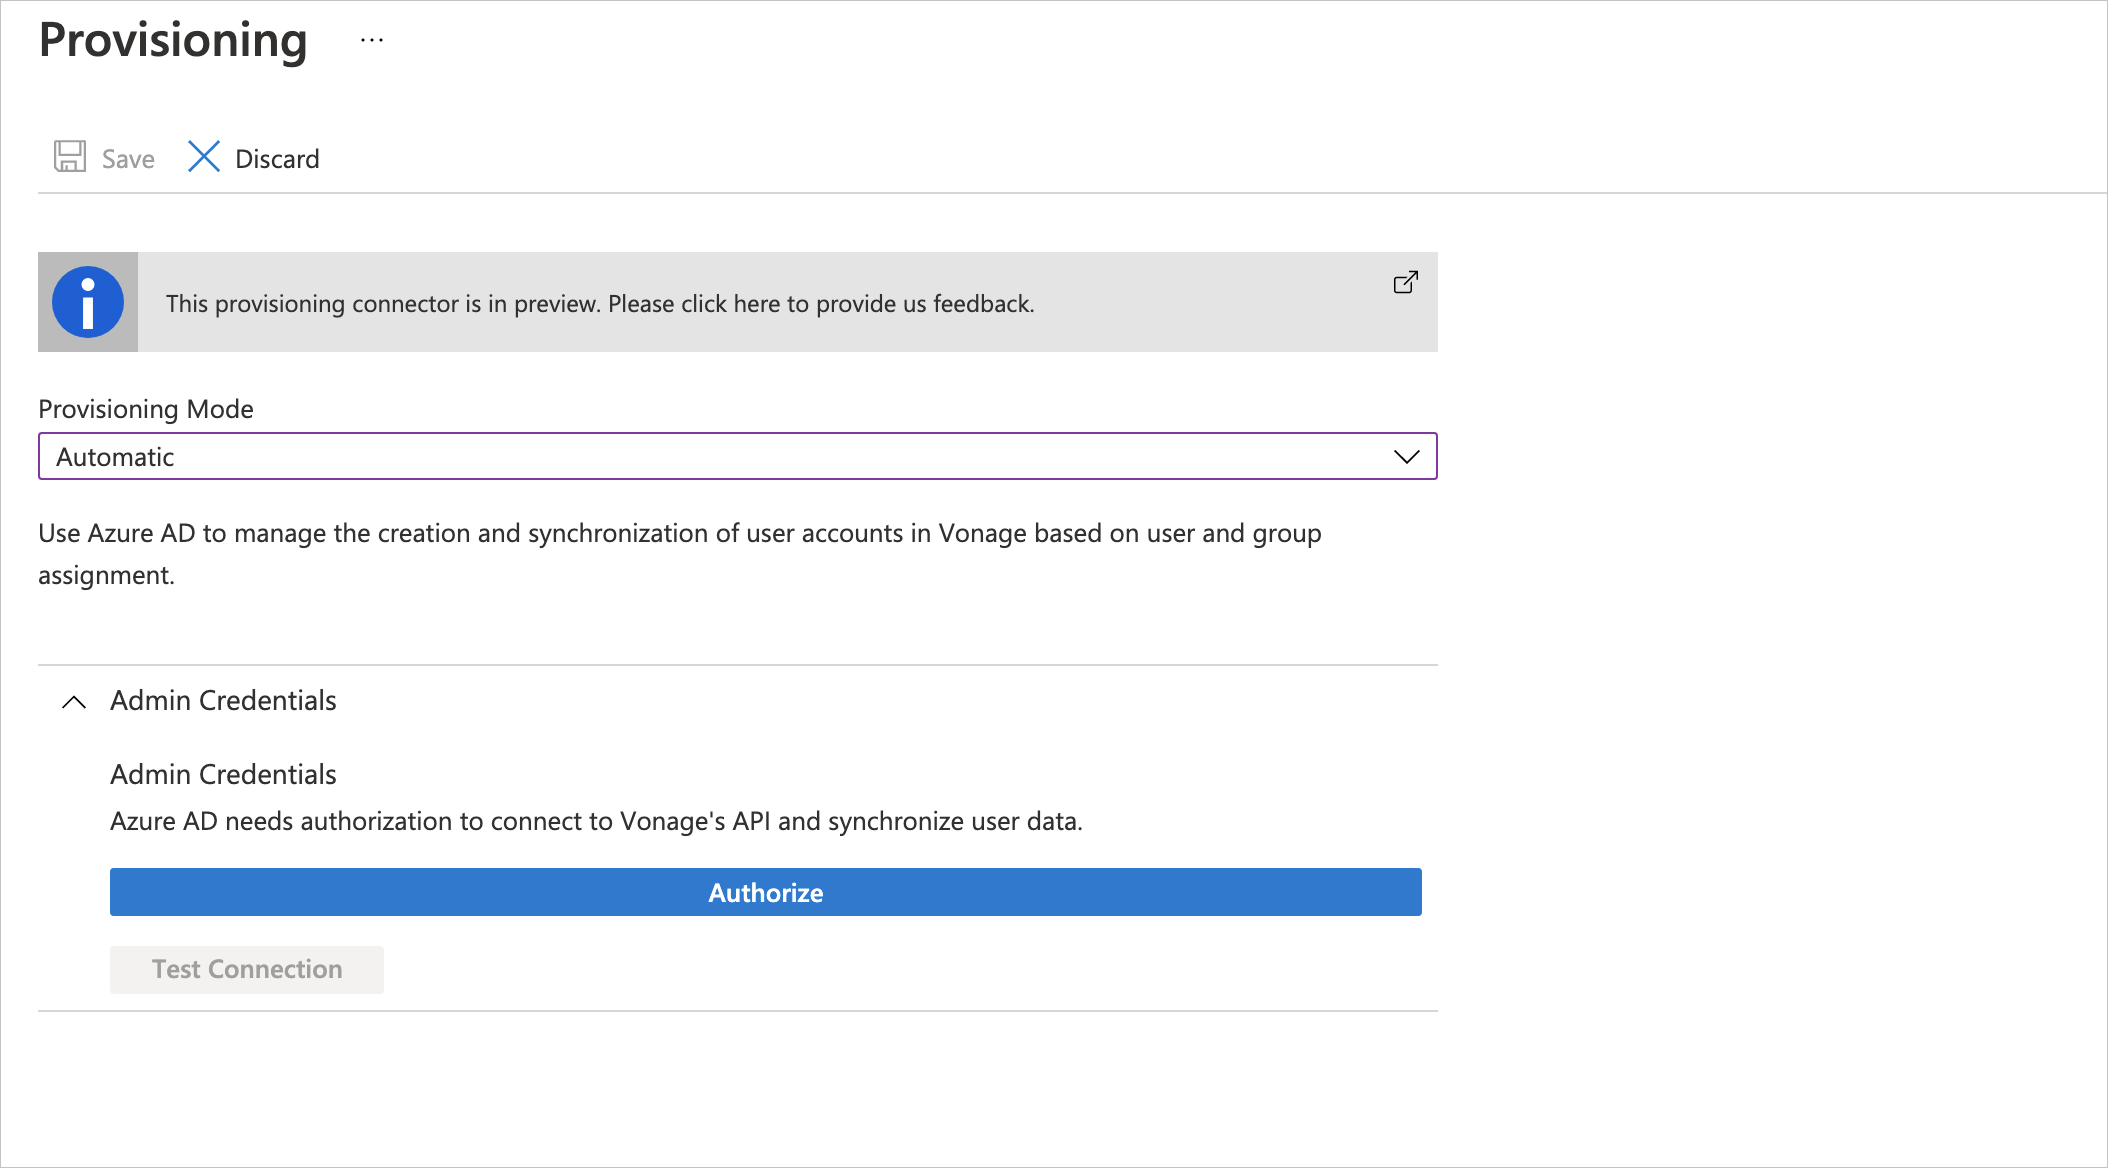 Provisioning ...
Save Discard
This provisioning connector is in preview. Please click here to provide us feedback.
Provisioning Mode
Automatic
Use Azure AD to manage the creation and synchronization of user accounts in Vonage based on user and group
assignment.
Admin Credentials
Admin Credentials
Azure AD needs authorization to connect to Vonage's API and synchronize user data.
Authorize
Test Connection